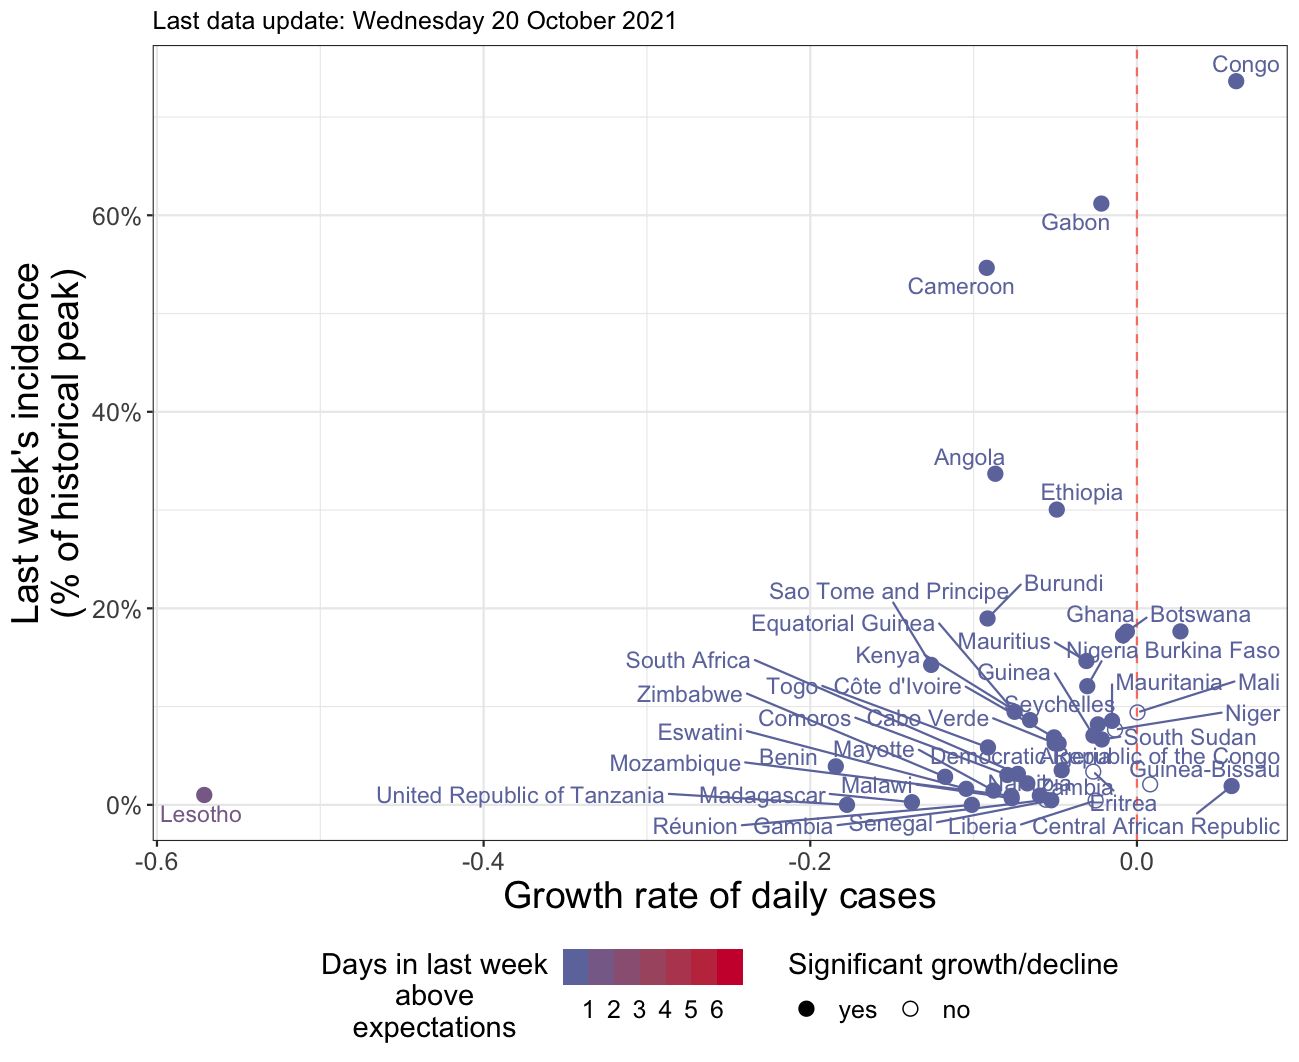 Last data update: Wednesday 20 October 2021
Last week's incidence
(% of historical peak)
60%
40%
20%
0%
Congo
Gabon
Cameroon
Angola
Ethiopia
Burundi
Sao Tome and Principe
Ghana
Botswana
Equatorial Guinea
Mauritius
Kenya
Nigeria
Burkina Faso
South Africa
Guinea
Togo
Côte d'Ivoire
Mauritania
Mali
Zimbabwe
Seychelles
Comoros
Cabo Verde
Niger
Eswatini
South Sudan
Mayotte
Benin
Democratic Republic of the Congo
Algeria
Mozambique
Guinea-Bissau
Malawi
Namibia
Zambia
United Republic of Tanzania
Madagascar
Eritrea
Lesotho
Réunion
Gambia
Senegal
Liberia
Central African Republic
-0.6
-0.4
-0.2
0.0
Growth rate of daily cases
Days in last week
above
expectations
1 2 3 4 5 6
Significant growth/decline
yes
no